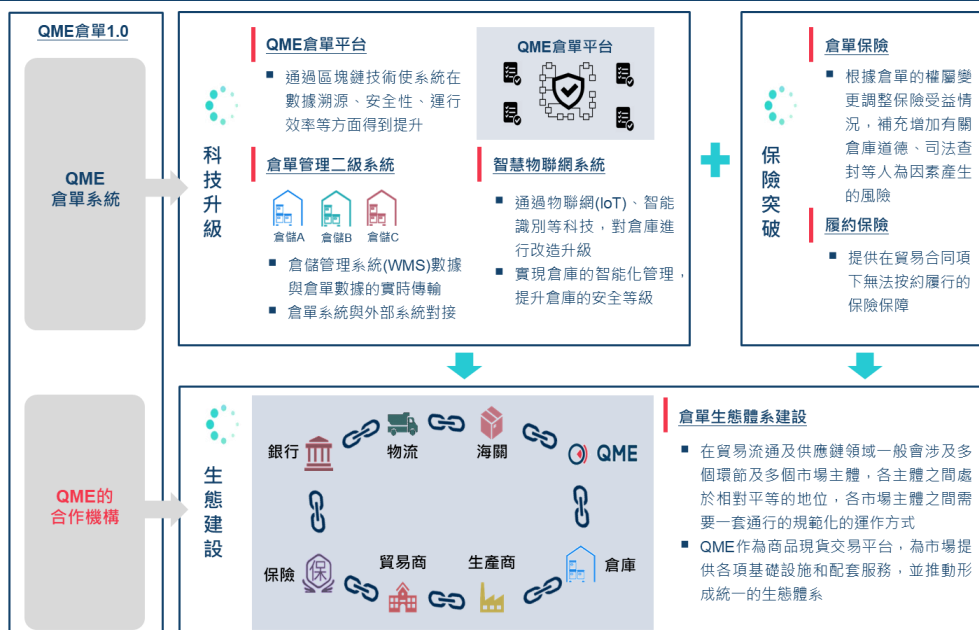 QME倉單1.0
QME
倉單系統
QME的
合作機構
科技升級
QME倉單平台
■ 通過區塊鏈技術使系統在
數據溯源、安全性、運行
效率等方面得到提升
QME倉單平台
倉單管理二級系統
倉儲A
倉儲B
倉儲C
■ 倉儲管理系統(WMS)數據
與倉單數據的實時傳輸
■ 倉單系統與外部系統對接
智慧物聯網系統
■ 通過物聯網(IoT)、智能
識別等科技，對倉庫進
行改造升級
■ 實現倉庫的智能化管理，
提升倉庫的安全等級
保險突破
倉單保險
■ 根據倉單的權屬變
更調整保險受益情
況，補充增加有關
倉庫道德、司法查
封等人為因素產生
的風險
履約保險
■ 提供在貿易合同項
下無法按約履行的
保險保障
生態建設
銀行
物流
海關
QME
保險
保
貿易商
生產商
倉庫
倉單生態體系建設
■ 在貿易流通及供應鏈領域一般會涉及多
個環節及多個市場主體，各主體之間處
於相對平等的地位，各市場主體之間需
要一套通行的規範化的運作方式
■ QME作為商品現貨交易平台，為市場提
供各項基礎設施和配套服務，並推動形
成統一的生態體系